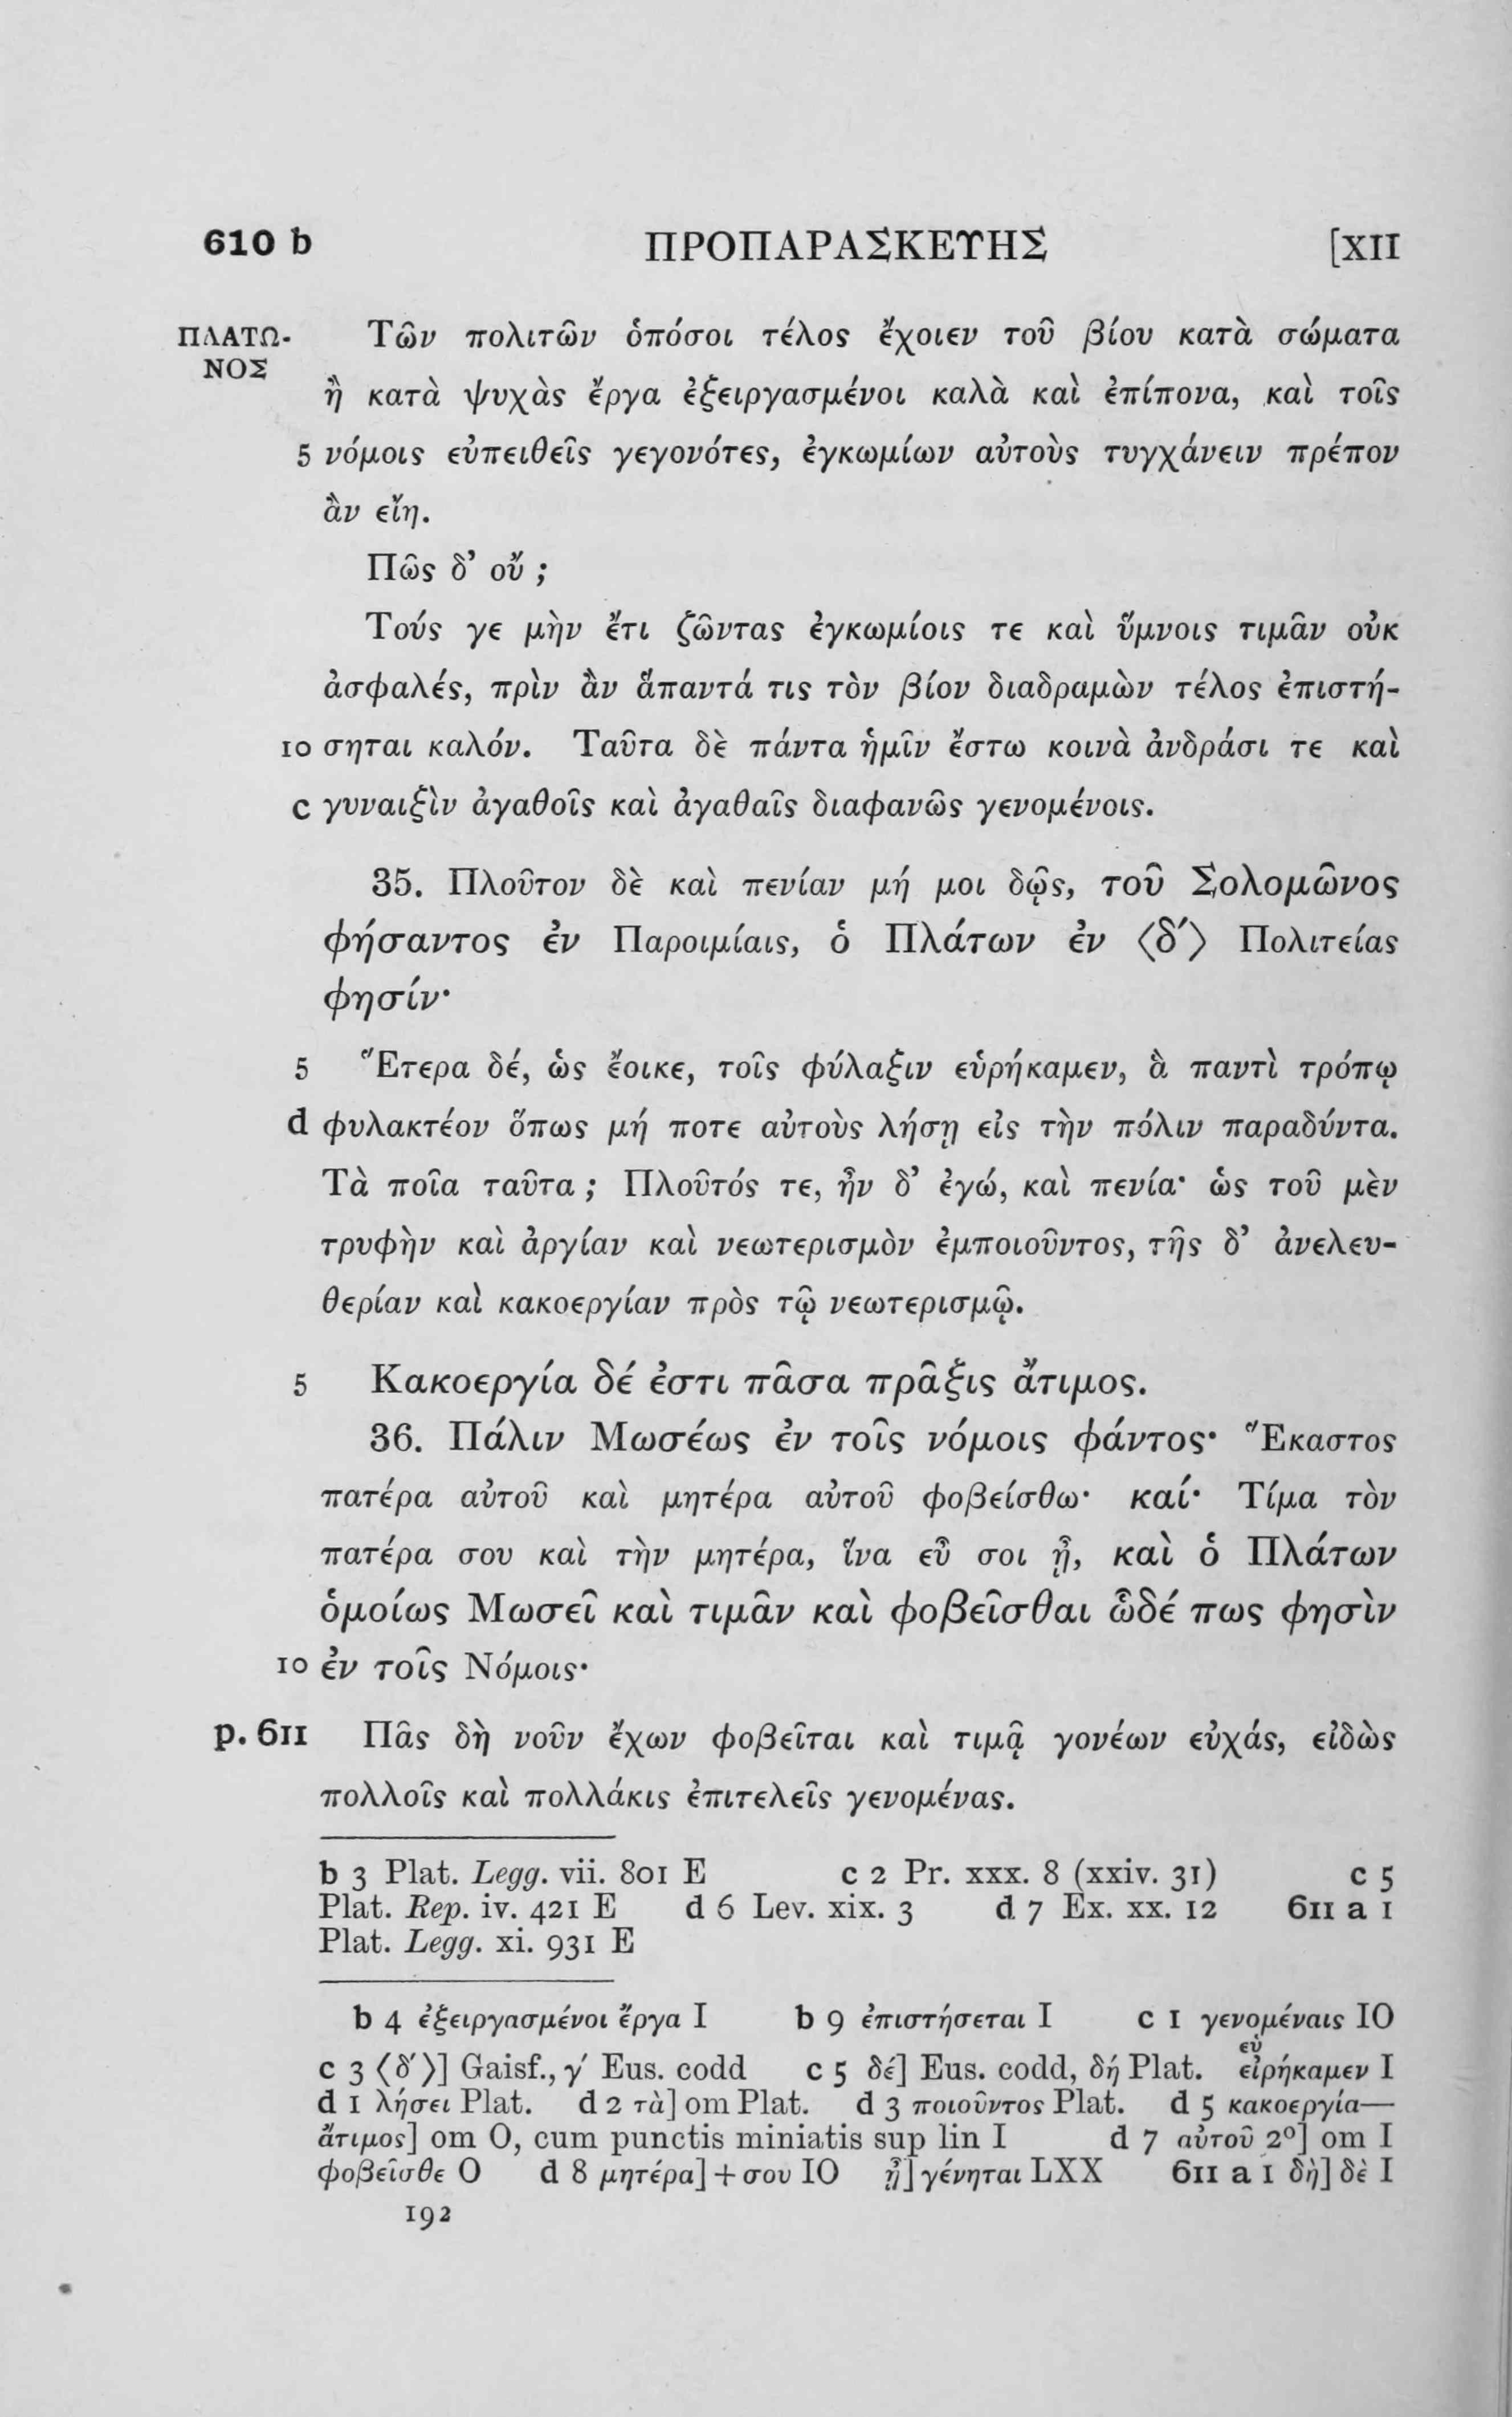 610 b ΠΡΟΠΑΡΑΣΚΕΥΗΣ [XII
ΠΛΑΤΩ- Τῶν πολιτῶν ὁπόσοι τέλος ἔχοιεν τοῦ βίου κατὰ σώματα
ΝΟΣ
ἢ κατὰ ψυχὰς ἔργα ἐξειργασμένοι καλὰ καὶ ἐπίπονα, καὶ τοῖς
5 νόμοις εὐπειθεῖς γεγονότες, ἐγκωμίων αὐτοὺς τυγχάνειν πρέπον
ἂν εἴη.
Πῶς δ’ οὔ ;
Τούς γε μὴν ἔτι ζῶντας ἐγκωμίοις τε καὶ ὕμνοις τιμᾶν οὐκ
ἀσφαλές, πρὶν ἂν ἅπαντά τις τὸν βίον διαδραμὼν τέλος ἐπιστή-
10 σηται καλόν. Ταῦτα δὲ πάντα ἡμῖν ἔστω κοινὰ ἀνδράσι τε καὶ
c γυναιξὶν ἀγαθοῖς καὶ ἀγαθαῖς διαφανῶς γενομένοις.
35. Πλοῦτον δὲ καὶ πενίαν μή μοι δῷς, τοῦ Σολομῶνος
φήσαντος ἐν Παροιμίαις, ὁ Πλάτων ἐν ⟨δ′⟩ Πολιτείας
φησίν·
5 Ἕτερα δέ, ὡς ἔοικε, τοῖς φύλαξιν εὑρήκαμεν, ἃ παντὶ τρόπῳ
d φυλακτέον ὅπως μή ποτε αὐτοὺς λήσῃ εἰς τὴν πόλιν παραδύντα.
Τὰ ποῖα ταῦτα ; Πλοῦτός τε, ἦν δ’ ἐγώ, καὶ πενία· ὡς τοῦ μὲν
τρυφὴν καὶ ἀργίαν καὶ νεωτερισμὸν ἐμποιοῦντος, τῆς δ’ ἀνελευ-
θερίαν καὶ κακοεργίαν πρὸς τῷ νεωτερισμῷ.
5 Κακοεργία δέ ἐστι πᾶσα πρᾶξις ἄτιμος.
36. Πάλιν Μωσέως ἐν τοῖς νόμοις φάντος· Ἕκαστος
πατέρα αὐτοῦ καὶ μητέρα αὐτοῦ φοβείσθω· καί· Τίμα τὸν
πατέρα σου καὶ τὴν μητέρα, ἵνα εὖ σοι ᾖ, καὶ ὁ Πλάτων
ὁμοίως Μωσεῖ καὶ τιμᾶν καὶ φοβεῖσθαι ὧδέ πως φησὶν
10 ἐν τοῖς Νόμοις·
p. 611 Πᾶς δὴ νοῦν ἔχων φοβεῖται καὶ τιμᾷ γονέων εὐχάς, εἰδὼς
πολλοῖς καὶ πολλάκις ἐπιτελεῖς γενομένας.
b 3 Plat. Legg. vii. 801 E c 2 Pr. xxx. 8 (xxiv. 31) c 5
Plat. Rep. iv. 421 E d 6 Lev. xix. 3 d 7 Ex. xx. 12 611 a 1
Plat. Legg. xi. 931 E
b 4 ἐξειργασμένοι ἔργα I b 9 ἐπιστήσεται I c 1 γενομέναις IO
εὑ
c 3 ⟨δ′⟩] Gaisf., γ′ Eus. codd c 5 δέ] Eus. codd, δή Plat. εἰρήκαμεν I
d 1 λήσει Plat. d 2 τὰ] om Plat. d 3 ποιοῦντος Plat. d 5 κακοεργία—
ἄτιμος] om O, cum punctis miniatis sup lin I d 7 αὐτοῦ 2º] om I
φοβεῖσθε O d 8 μητέρα] + σου IO ᾖ] γένηται LXX 611 a 1 δὴ] δὲ I
192